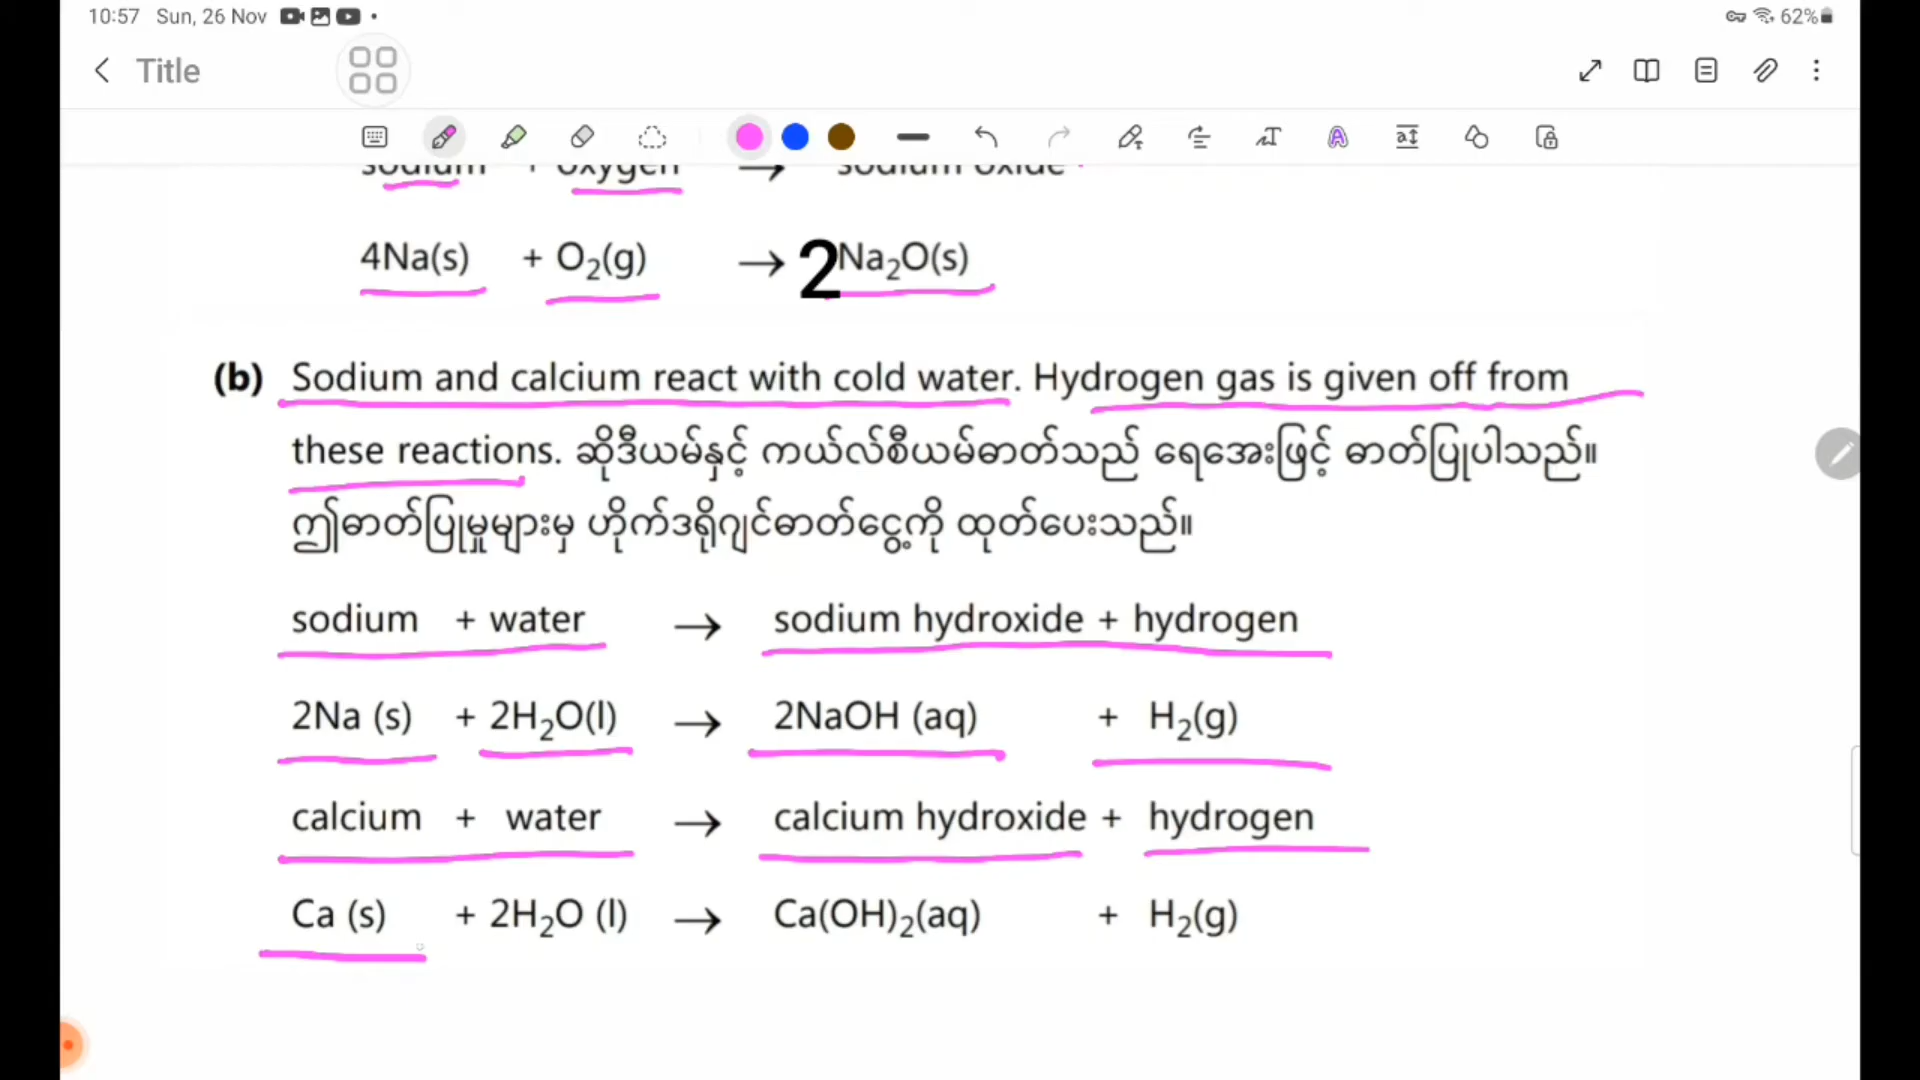 10:57 Sun, 26 Nov 62%
Title
sodium + oxygen → sodium oxide
4Na(s) + O₂(g) → 2Na₂O(s)
(b) Sodium and calcium react with cold water. Hydrogen gas is given off from
these reactions. ဆိုဒီယမ်နှင့် ကယ်လ်စီယမ်ဓာတ်သည် ရေအေးဖြင့် ဓာတ်ပြုပါသည်။
ဤဓာတ်ပြုမှုများမှ ဟိုက်ဒရိုဂျင်ဓာတ်ငွေ့ကို ထုတ်ပေးသည်။
sodium + water → sodium hydroxide + hydrogen
2Na (s) + 2H₂O(l) → 2NaOH (aq) + H₂(g)
calcium + water → calcium hydroxide + hydrogen
Ca (s) + 2H₂O (l) → Ca(OH)₂(aq) + H₂(g)